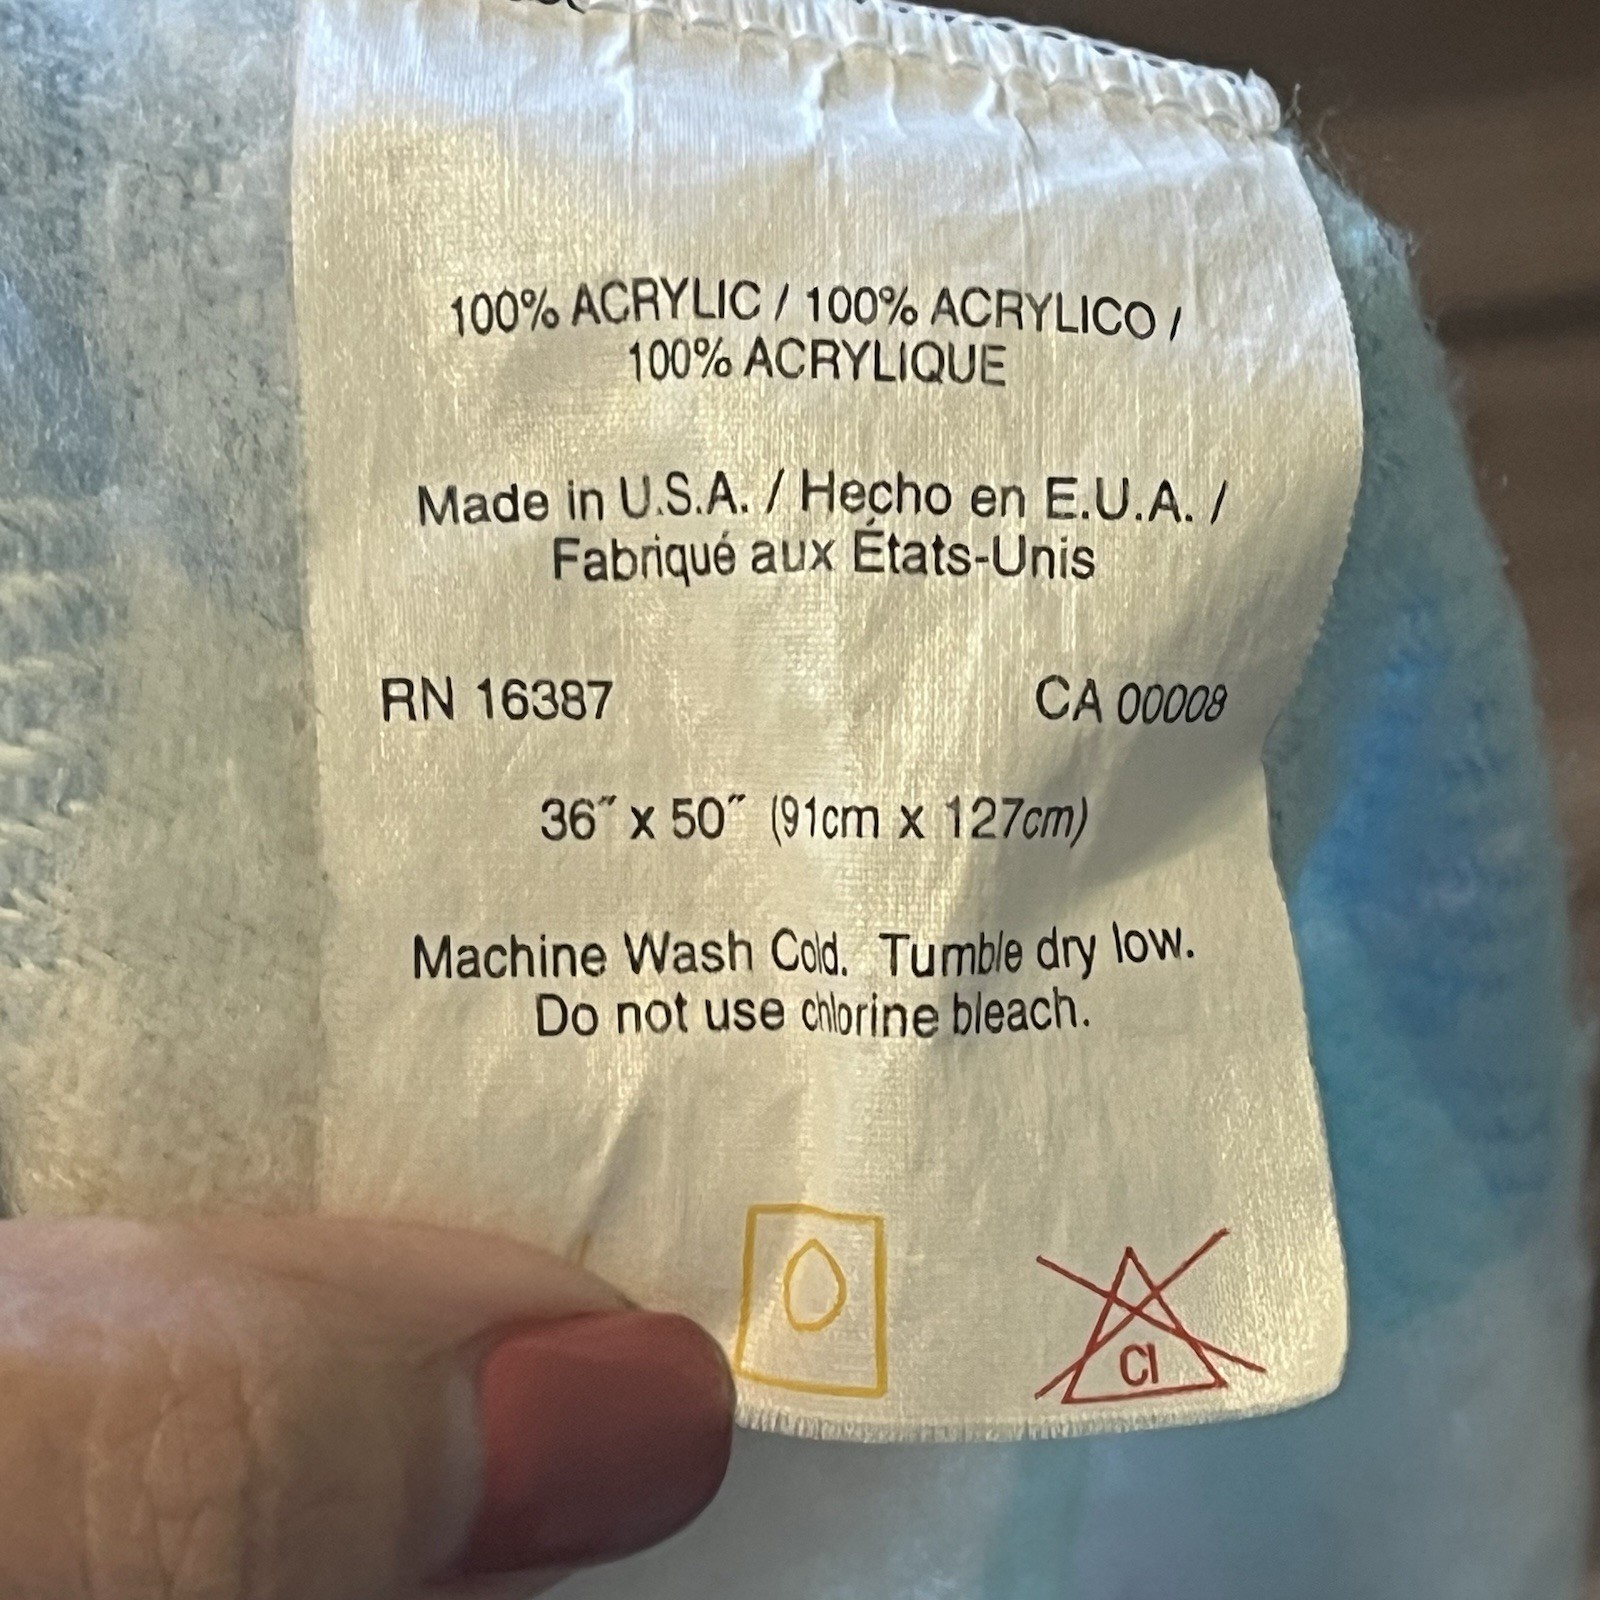 100% ACRYLIC / 100% ACRYLICO /
100% ACRYLIQUE
Made in U.S.A. / Hecho en E.U.A. /
Fabriqué aux États-Unis
RN 16387 CA 00008
36˝ x 50˝ (91cm x 127cm)
Machine Wash Cold. Tumble dry low.
Do not use chlorine bleach.
Cl